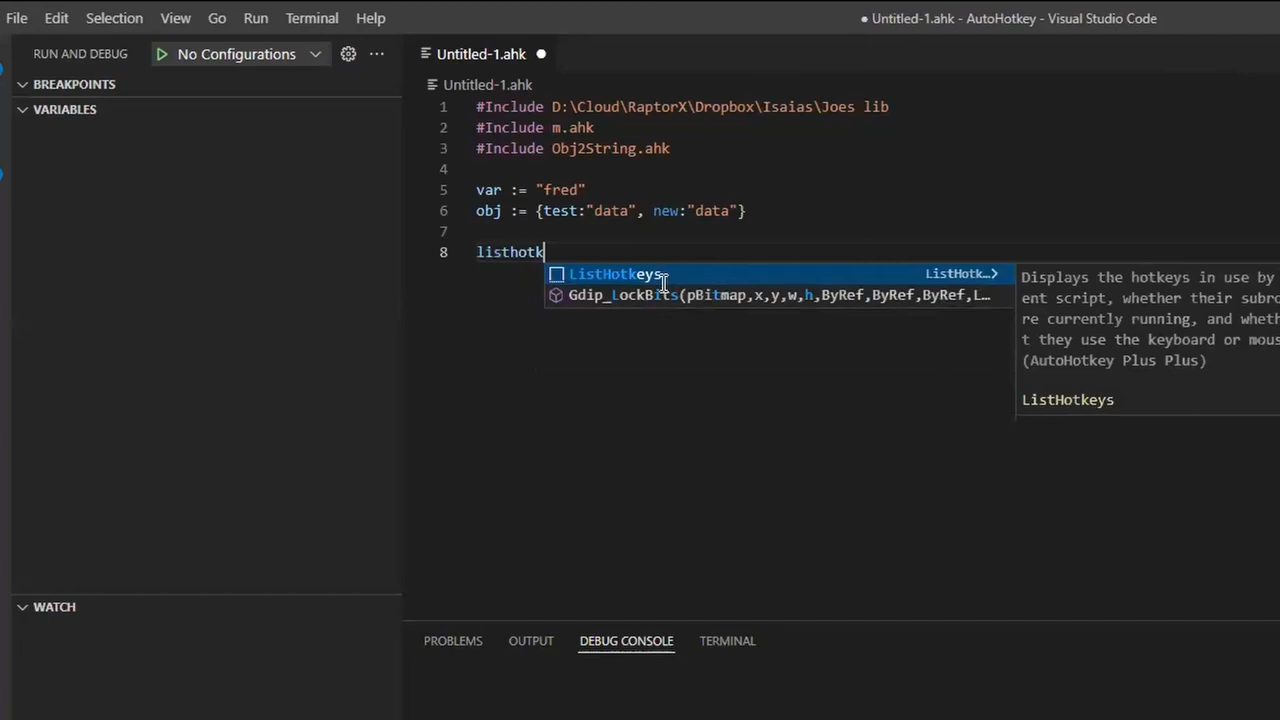 File Edit Selection View Go Run Terminal Help
● Untitled-1.ahk - AutoHotkey - Visual Studio Code
RUN AND DEBUG No Configurations ...
Untitled-1.ahk
BREAKPOINTS
Untitled-1.ahk
VARIABLES
1 #Include D:\Cloud\RaptorX\Dropbox\Isaias\Joes lib
2 #Include m.ahk
3 #Include Obj2String.ahk
4
5 var := "fred"
6 obj := {test:"data", new:"data"}
7
8 listhotk
ListHotkeys ListHotk…>
Gdip_LockBits(pBitmap,x,y,w,h,ByRef,ByRef,ByRef,L…
Displays the hotkeys in use by
ent script, whether their subro
re currently running, and wheth
t they use the keyboard or mous
(AutoHotkey Plus Plus)
ListHotkeys
WATCH
PROBLEMS OUTPUT DEBUG CONSOLE TERMINAL